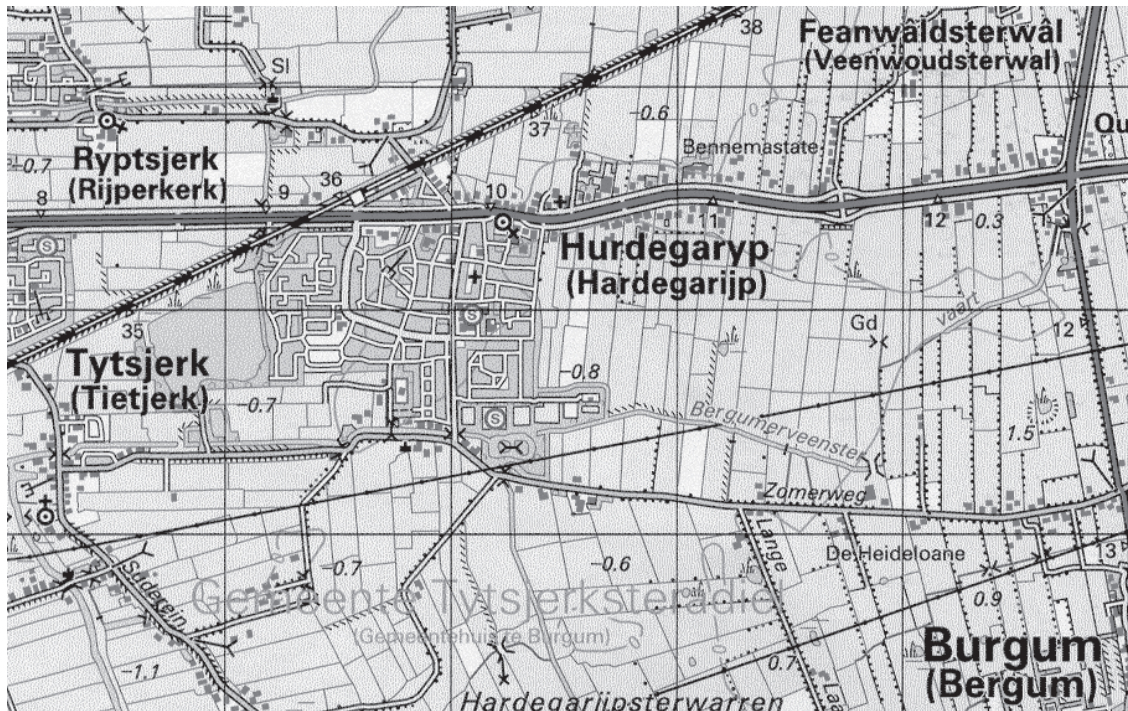 38
Feanwâldsterwâl
(Veenwoudsterwal)
Sl
-0.6
37
-0.7
Ryptsjerk
(Rijperkerk)
Bennemastate
Qu
8
9
36
10
11
12
0.3
S
Hurdegaryp
(Hardegarijp)
35
S
Gd
vaart
12
Tytsjerk
(Tietjerk)
-0.7
-0.8
S
Bergumerveenster
1.5
Zomerweg
Lange
De Heideloane
13
Suderein
-0.7
-0.6
Gemeente Tytsjerksteradiel
(Gemeentehuis te Burgum)
0.9
Burgum
(Bergum)
0.7
-1.1
Hardegarijpsterwarren
Laa